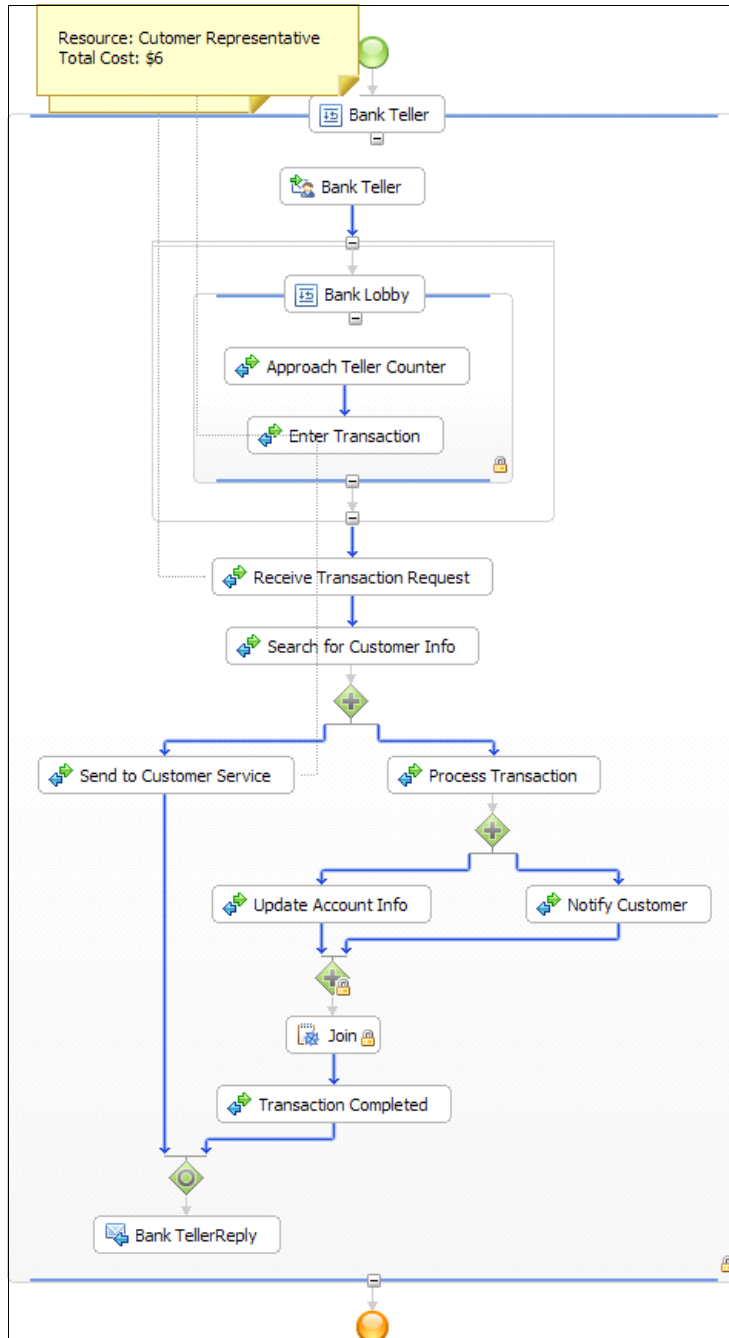 Resource: Cutomer Representative
Total Cost: $6
Bank Teller
Bank Teller
Bank Lobby
Approach Teller Counter
Enter Transaction
Receive Transaction Request
Search for Customer Info
Send to Customer Service
Process Transaction
Update Account Info
Notify Customer
Join
Transaction Completed
Bank TellerReply